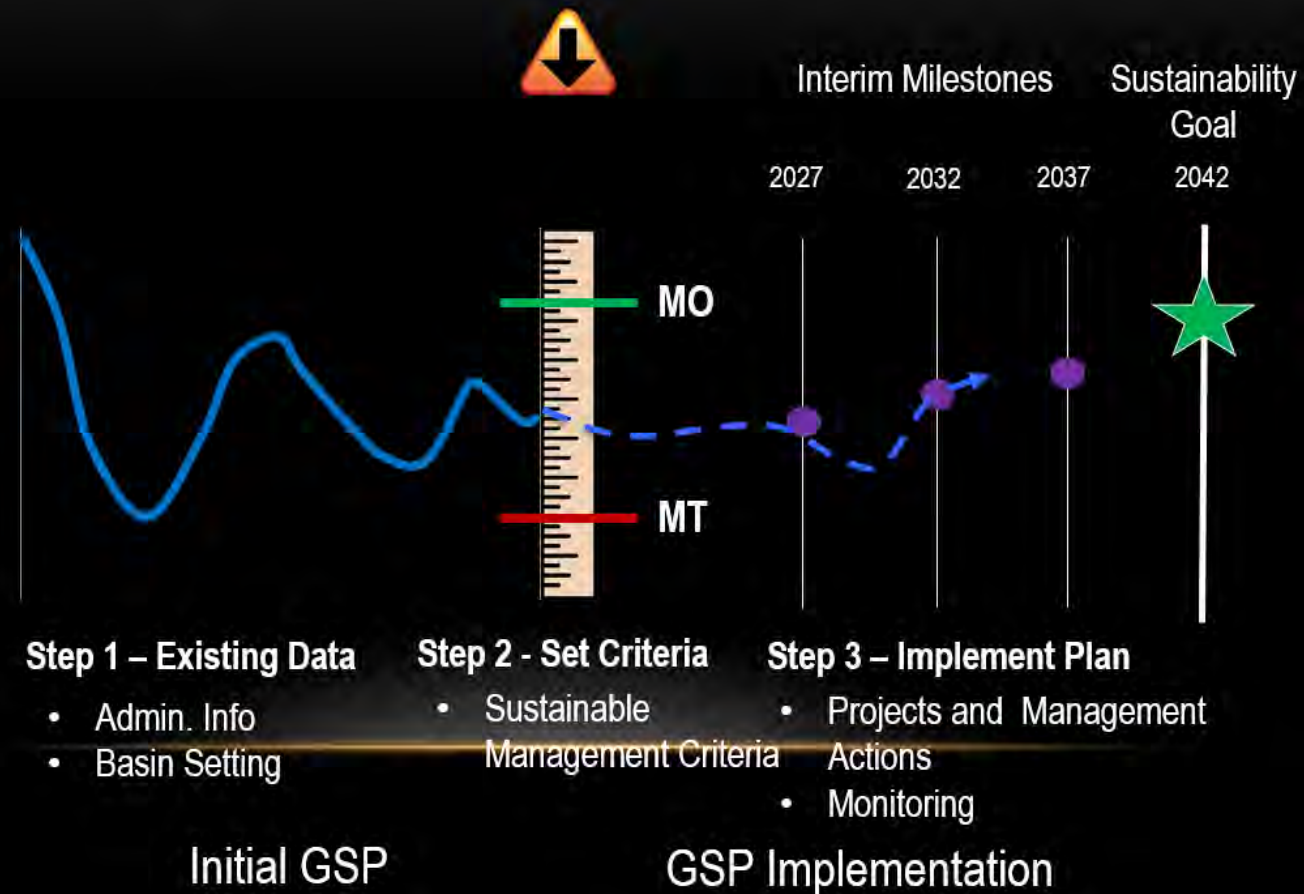 Interim Milestones
Sustainability
Goal
2027
2032
2037
2042
MO
MT
Step 1 – Existing Data
• Admin. Info
• Basin Setting
Step 2 - Set Criteria
• Sustainable
Management Criteria
Step 3 – Implement Plan
• Projects and Management
Actions
• Monitoring
Initial GSP
GSP Implementation